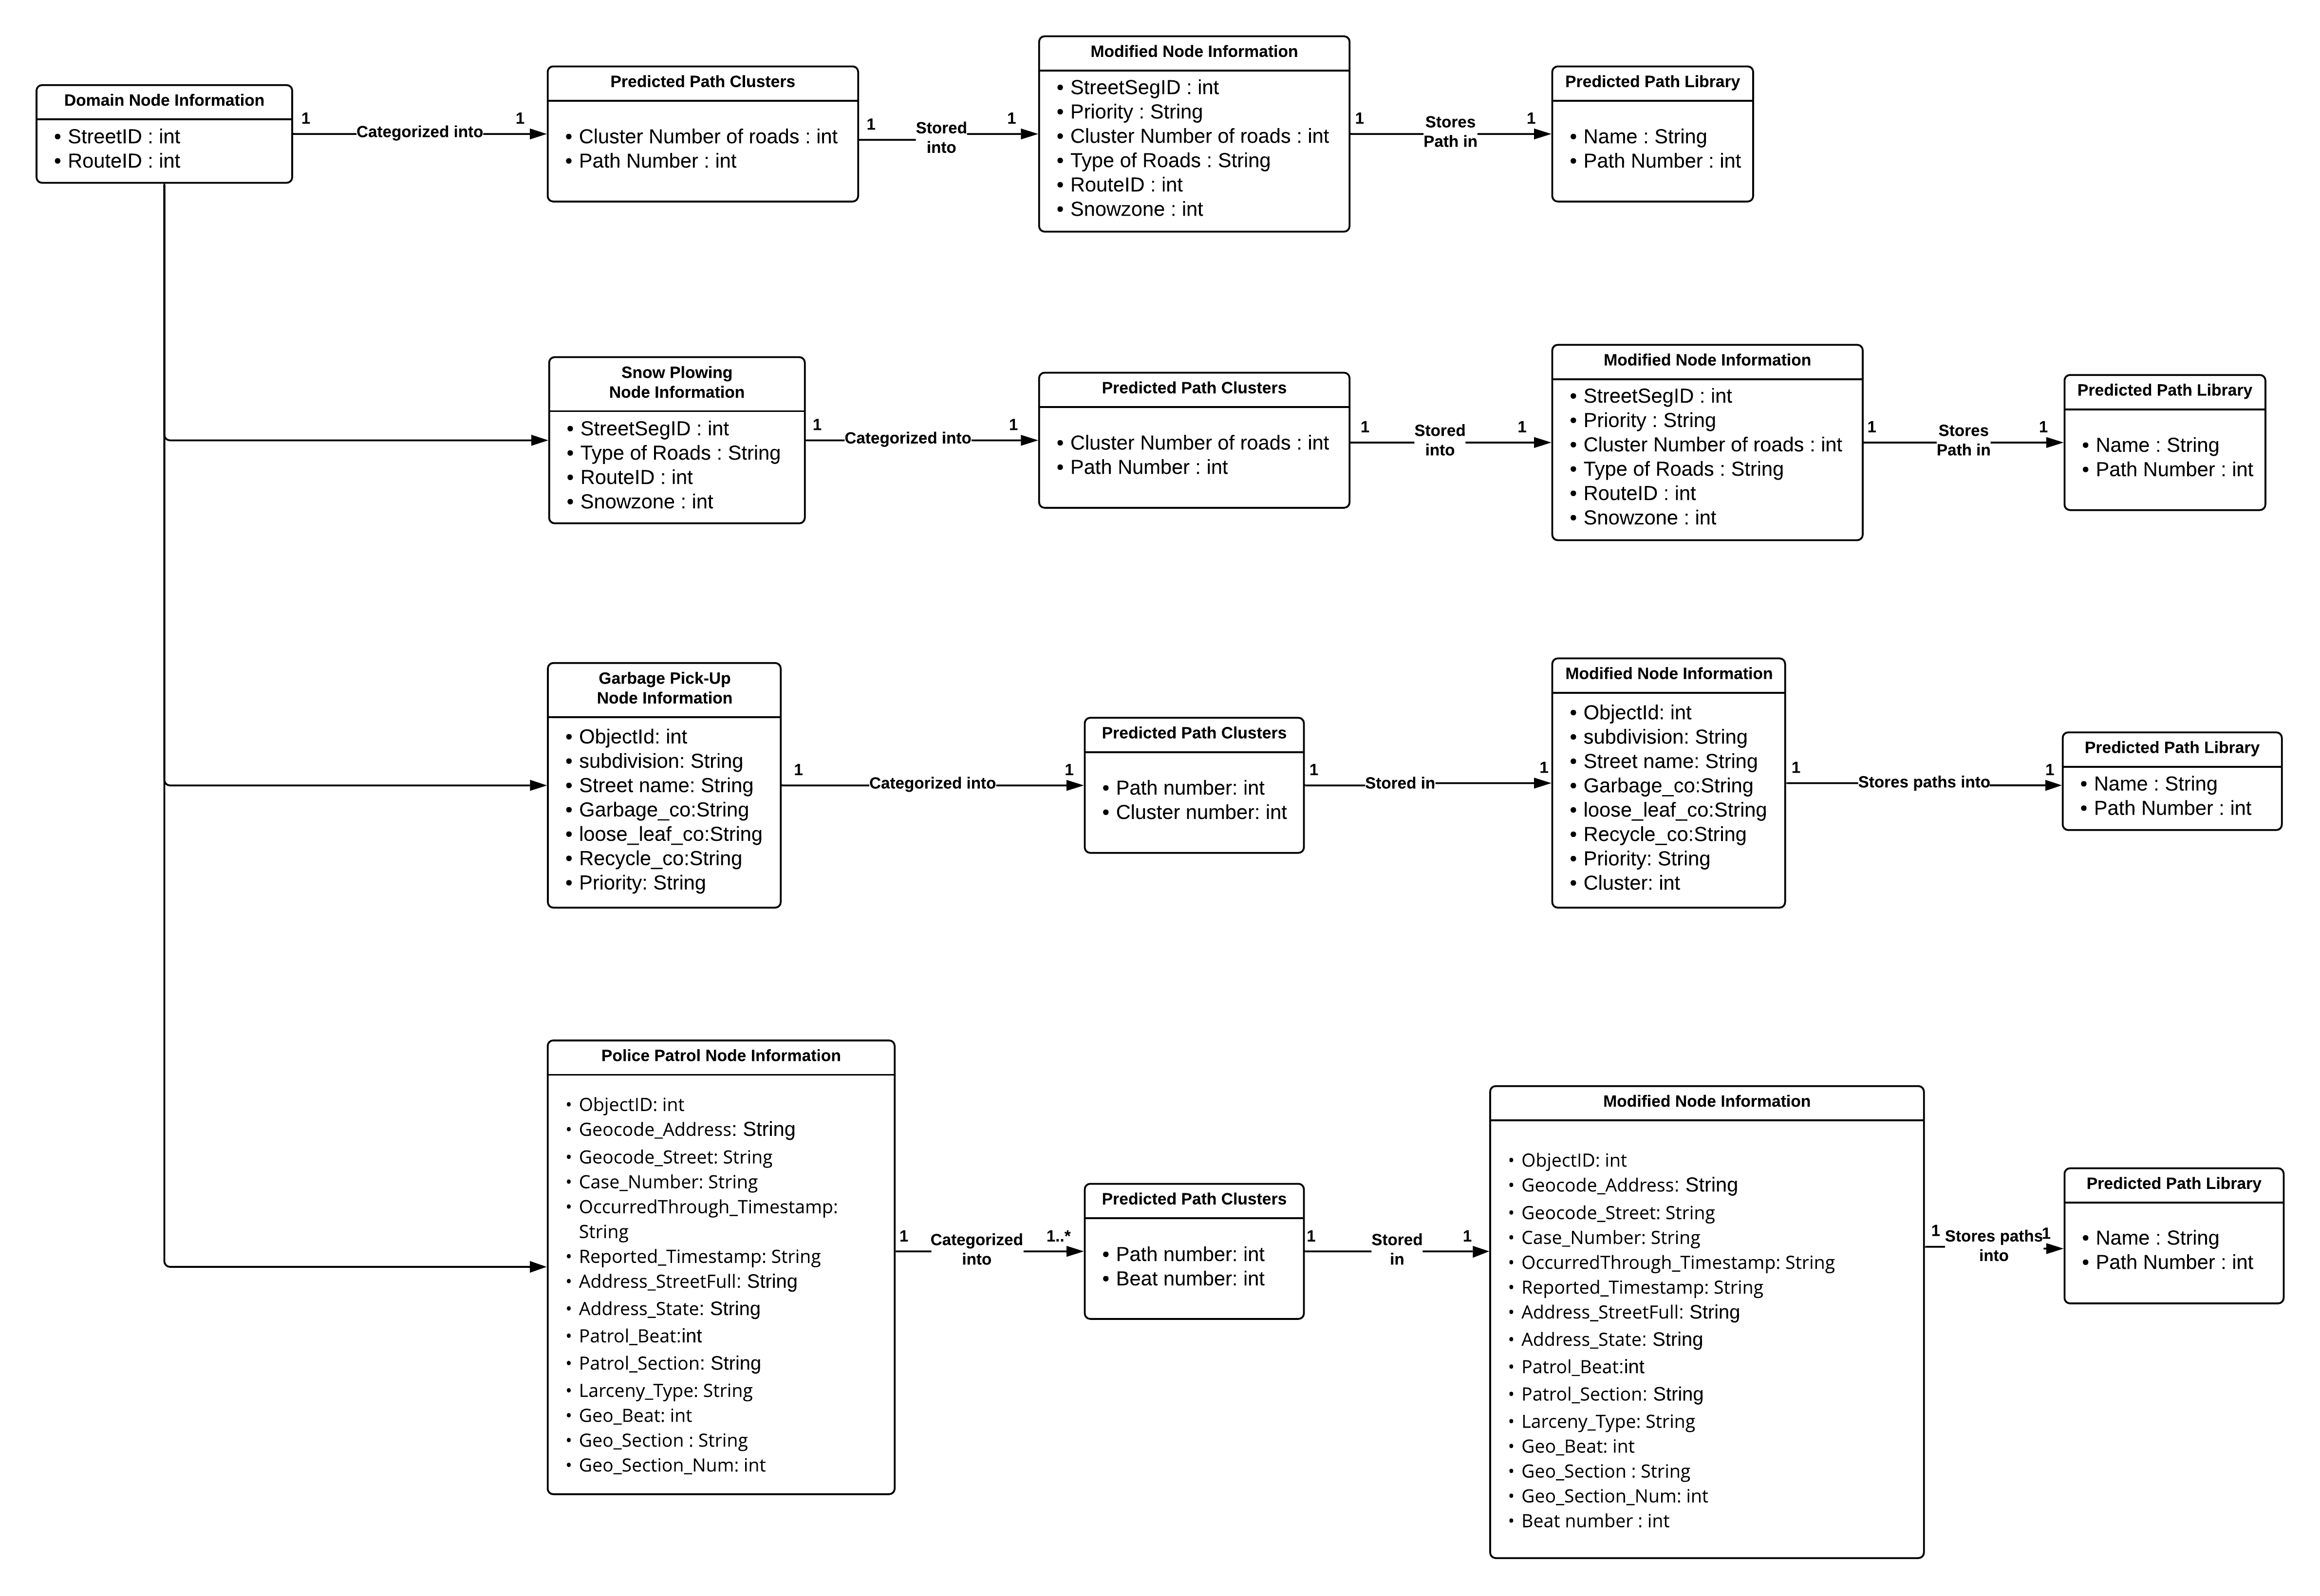 Domain Node Information
• StreetID : int
• RouteID : int
1
Categorized into
1
Predicted Path Clusters
• Cluster Number of roads : int
• Path Number : int
1
Stored
into
1
Modified Node Information
• StreetSegID : int
• Priority : String
• Cluster Number of roads : int
• Type of Roads : String
• RouteID : int
• Snowzone : int
1
Stores
Path in
1
Predicted Path Library
• Name : String
• Path Number : int
Snow Plowing
Node Information
• StreetSegID : int
• Type of Roads : String
• RouteID : int
• Snowzone : int
1
Categorized into
1
Predicted Path Clusters
• Cluster Number of roads : int
• Path Number : int
1
Stored
into
1
Modified Node Information
• StreetSegID : int
• Priority : String
• Cluster Number of roads : int
• Type of Roads : String
• RouteID : int
• Snowzone : int
1
Stores
Path in
1
Predicted Path Library
• Name : String
• Path Number : int
Garbage Pick-Up
Node Information
• ObjectId: int
• subdivision: String
• Street name: String
• Garbage_co:String
• loose_leaf_co:String
• Recycle_co:String
• Priority: String
1
Categorized into
1
Predicted Path Clusters
• Path number: int
• Cluster number: int
1
Stored in
1
Modified Node Information
• ObjectId: int
• subdivision: String
• Street name: String
• Garbage_co:String
• loose_leaf_co:String
• Recycle_co:String
• Priority: String
• Cluster: int
1
Stores paths into
1
Predicted Path Library
• Name : String
• Path Number : int
Police Patrol Node Information
• ObjectID: int
• Geocode_Address: String
• Geocode_Street: String
• Case_Number: String
• OccurredThrough_Timestamp:
String
• Reported_Timestamp: String
• Address_StreetFull: String
• Address_State: String
• Patrol_Beat:int
• Patrol_Section: String
• Larceny_Type: String
• Geo_Beat: int
• Geo_Section : String
• Geo_Section_Num: int
1
Categorized
into
1..*
Predicted Path Clusters
• Path number: int
• Beat number: int
1
Stored
in
1
Modified Node Information
• ObjectID: int
• Geocode_Address: String
• Geocode_Street: String
• Case_Number: String
• OccurredThrough_Timestamp: String
• Reported_Timestamp: String
• Address_StreetFull: String
• Address_State: String
• Patrol_Beat:int
• Patrol_Section: String
• Larceny_Type: String
• Geo_Beat: int
• Geo_Section : String
• Geo_Section_Num: int
• Beat number : int
1
Stores paths
into
1
Predicted Path Library
• Name : String
• Path Number : int